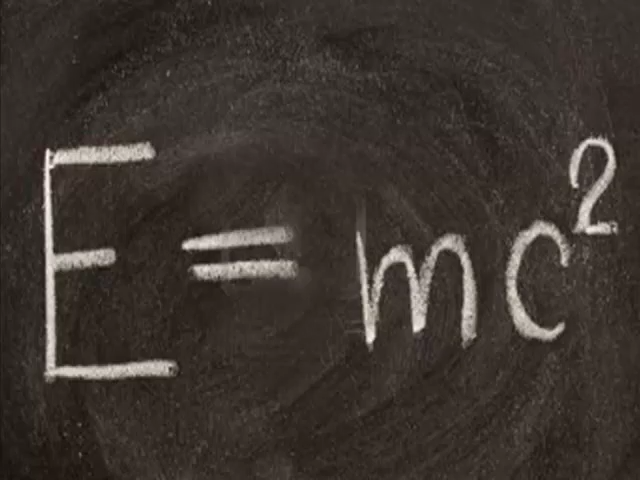 E = mc²